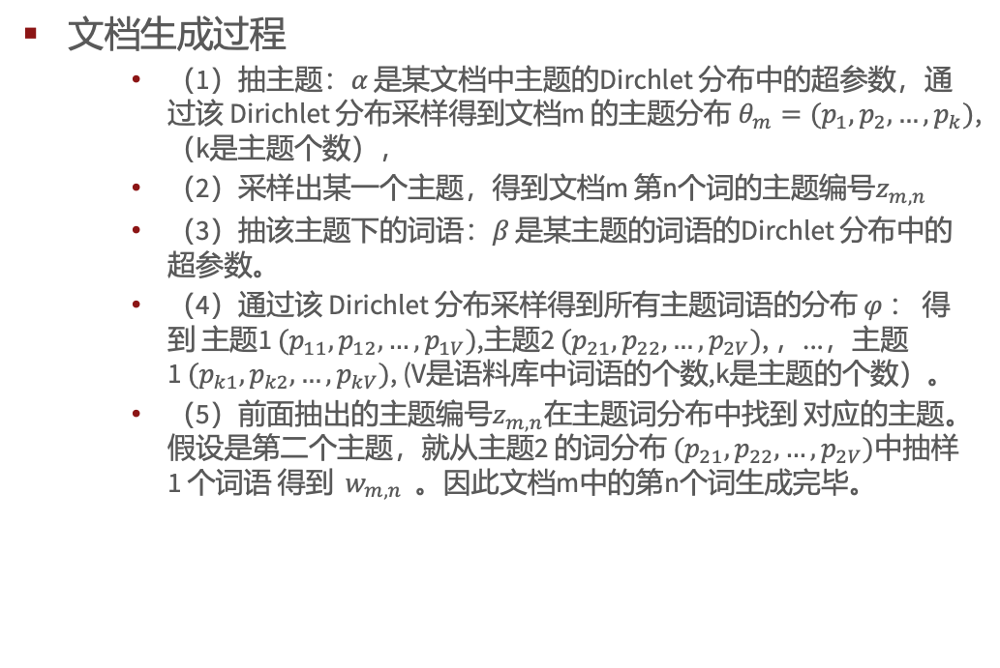 ▪ 文档生成过程
• （1）抽主题：α 是某文档中主题的Dirchlet 分布中的超参数，通
过该 Dirichlet 分布采样得到文档m 的主题分布 θ_m = (p_1, p_2, …, p_k),
（k是主题个数），
• （2）采样出某一个主题，得到文档m 第n个词的主题编号z_{m,n}
• （3）抽该主题下的词语：β 是某主题的词语的Dirchlet 分布中的
超参数。
• （4）通过该 Dirichlet 分布采样得到所有主题词语的分布 φ： 得
到 主题1 (p_{11}, p_{12}, …, p_{1V}),主题2 (p_{21}, p_{22}, …, p_{2V}), ，…，主题
1 (p_{k1}, p_{k2}, …, p_{kV}), (V是语料库中词语的个数,k是主题的个数）。
• （5）前面抽出的主题编号z_{m,n}在主题词分布中找到 对应的主题。
假设是第二个主题，就从主题2 的词分布 (p_{21}, p_{22}, …, p_{2V})中抽样
1 个词语 得到 w_{m,n} 。因此文档m中的第n个词生成完毕。